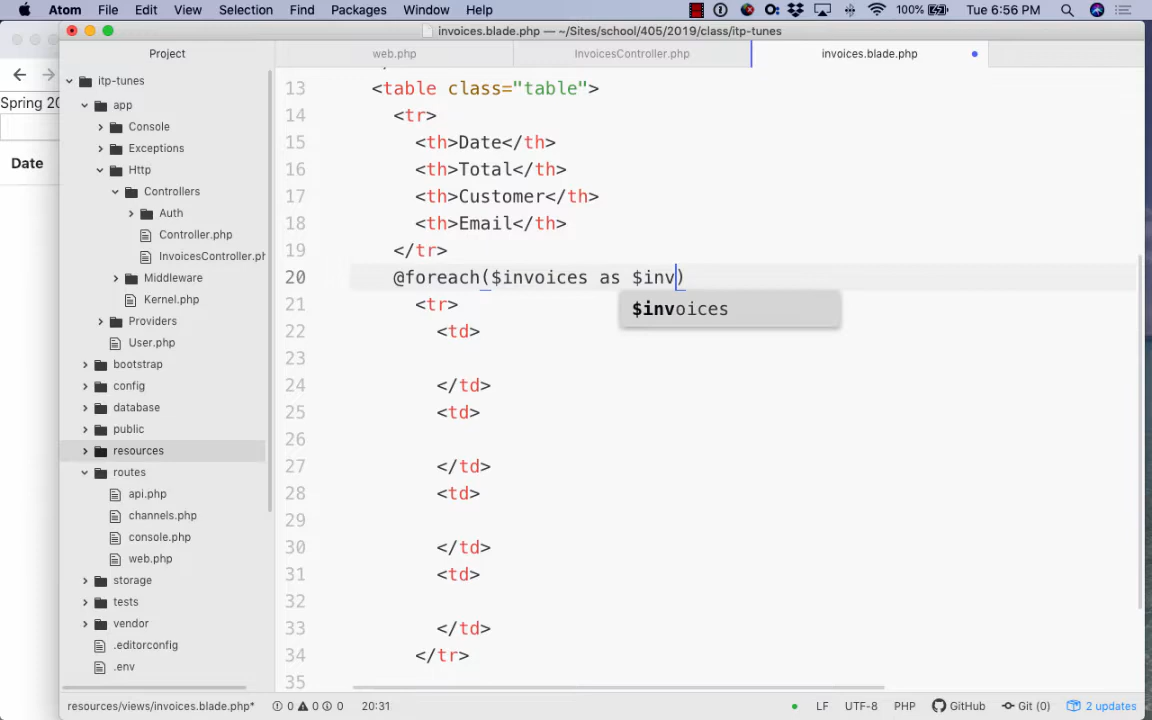 Atom File Edit View Selection Find Packages Window Help 100% Tue 6:56 PM
invoices.blade.php — ~/Sites/school/405/2019/class/itp-tunes
Project
web.php
InvoicesController.php
invoices.blade.php
Spring 20
Date
itp-tunes
app
Console
Exceptions
Http
Controllers
Auth
Controller.php
InvoicesController.ph
Middleware
Kernel.php
Providers
User.php
bootstrap
config
database
public
resources
routes
api.php
channels.php
console.php
web.php
storage
tests
vendor
.editorconfig
.env
13 <table class="table">
14 <tr>
15 <th>Date</th>
16 <th>Total</th>
17 <th>Customer</th>
18 <th>Email</th>
19 </tr>
20 @foreach($invoices as $inv)
$invoices
21 <tr>
22 <td>
23
24 </td>
25 <td>
26
27 </td>
28 <td>
29
30 </td>
31 <td>
32
33 </td>
34 </tr>
35
resources/views/invoices.blade.php* 0 0 0 20:31 LF UTF-8 PHP GitHub Git (0) 2 updates